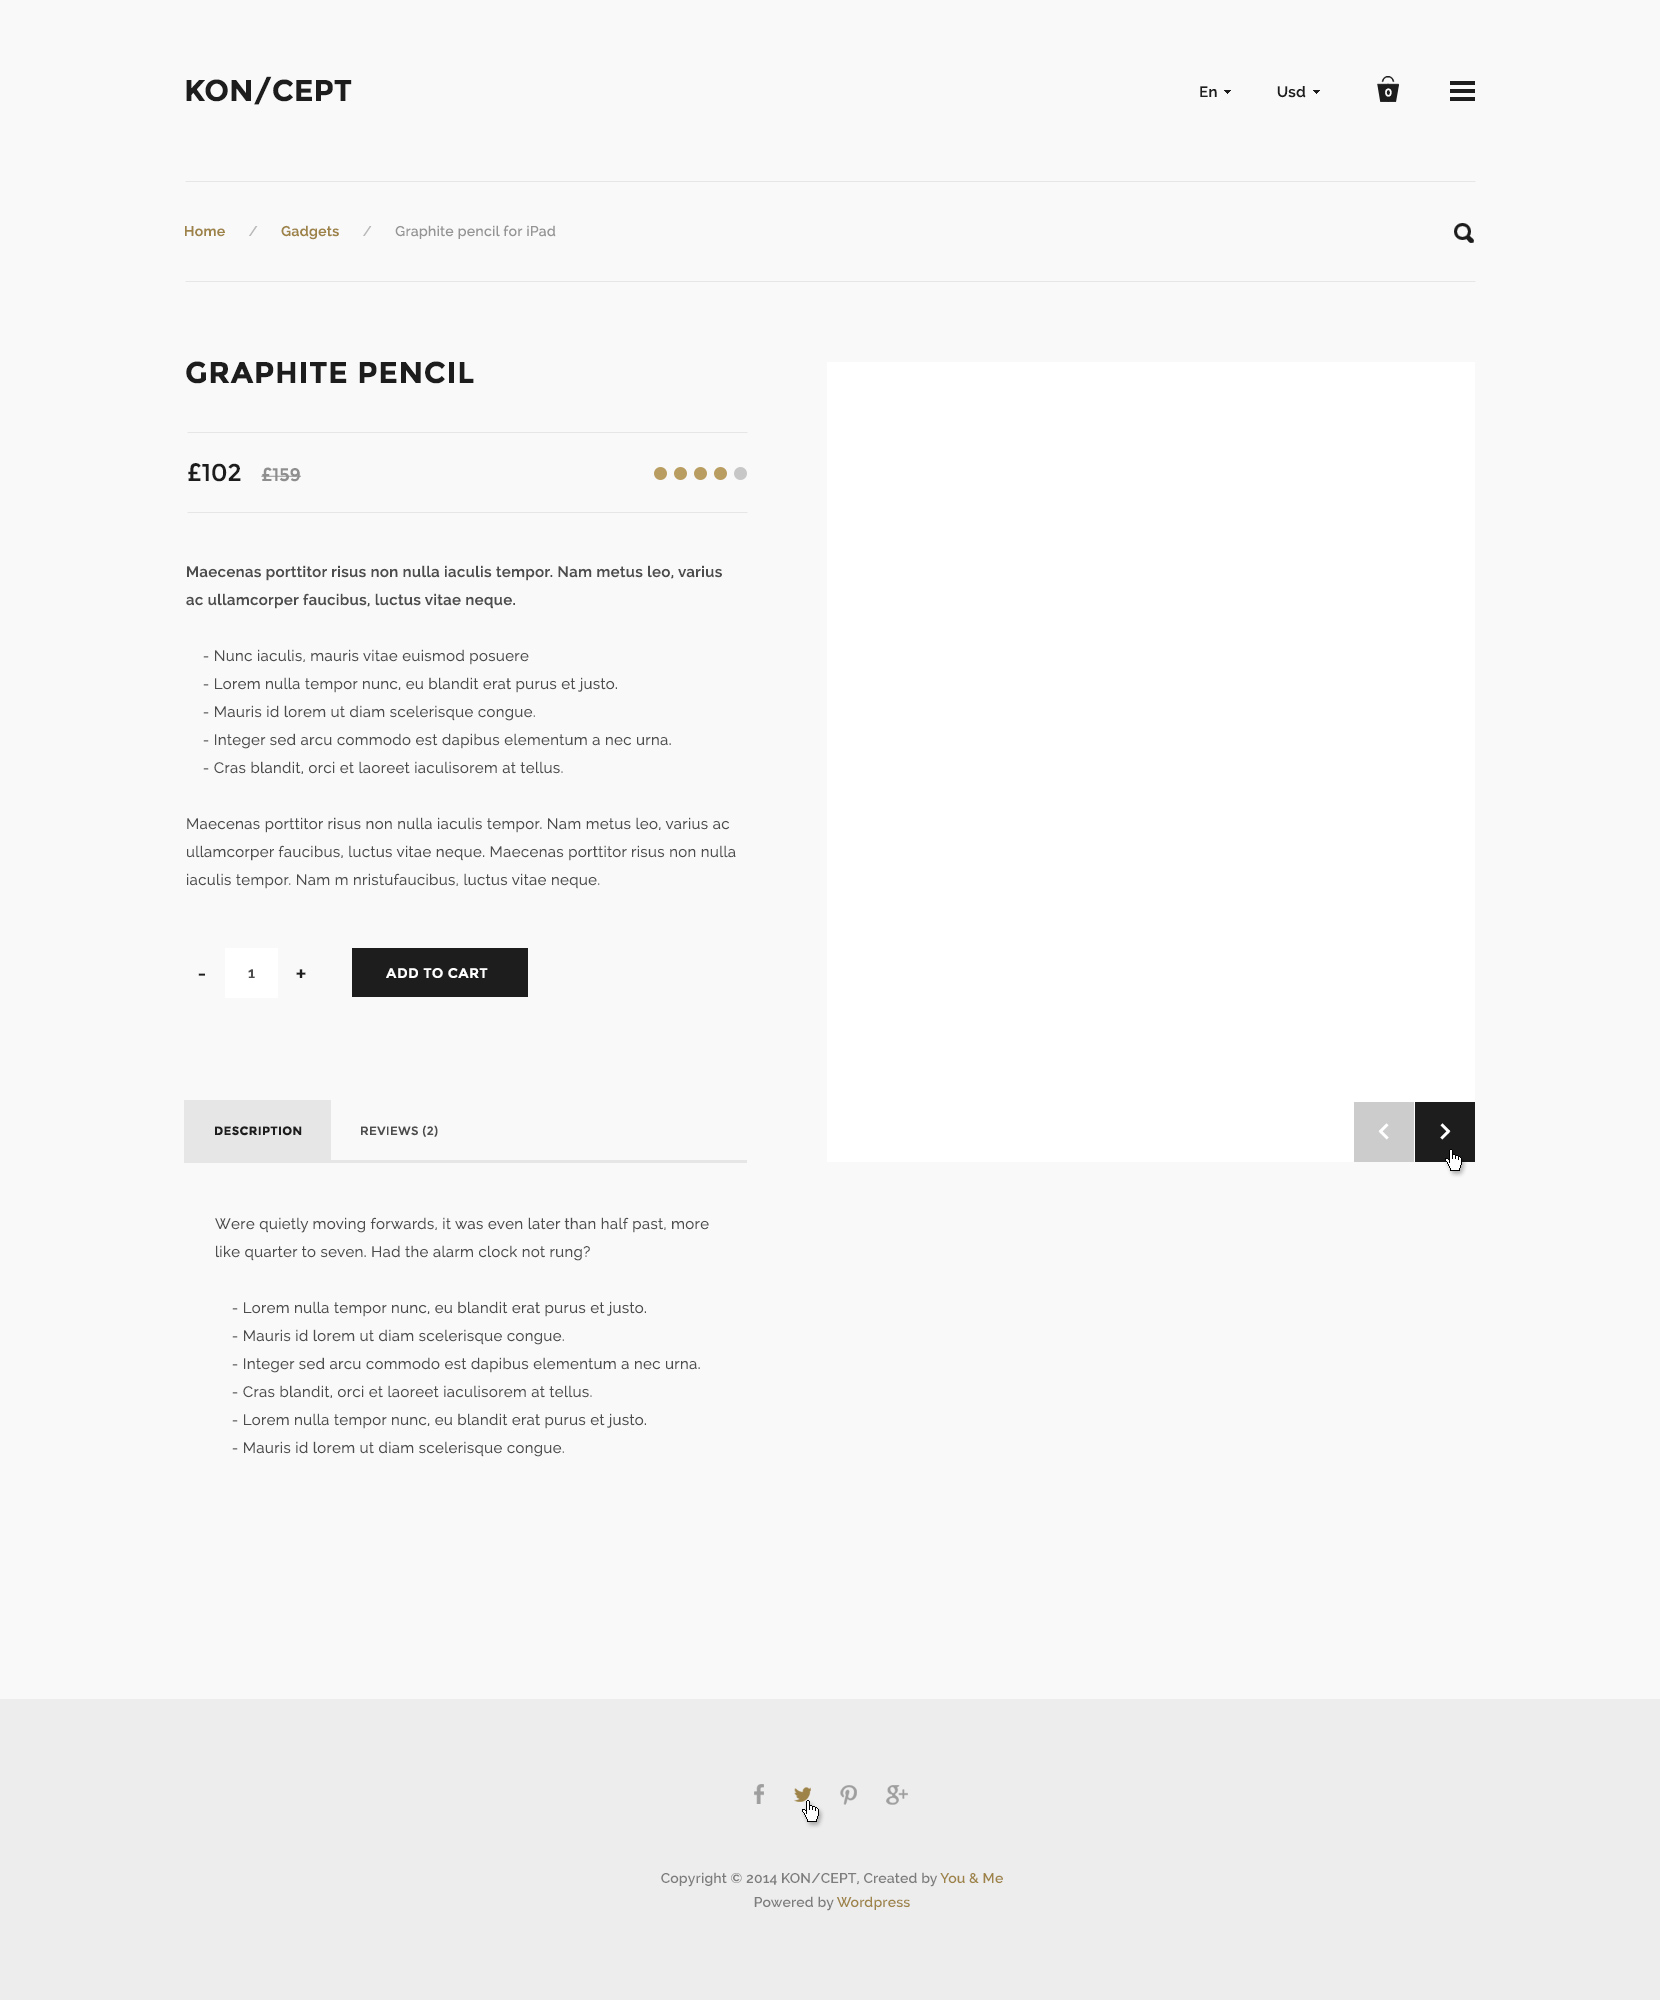 KON/CEPT
En
Usd
0
Home / Gadgets / Graphite pencil for iPad
GRAPHITE PENCIL
£102 £159
Maecenas porttitor risus non nulla iaculis tempor. Nam metus leo, varius
ac ullamcorper faucibus, luctus vitae neque.
- Nunc iaculis, mauris vitae euismod posuere
- Lorem nulla tempor nunc, eu blandit erat purus et justo.
- Mauris id lorem ut diam scelerisque congue.
- Integer sed arcu commodo est dapibus elementum a nec urna.
- Cras blandit, orci et laoreet iaculisorem at tellus.
Maecenas porttitor risus non nulla iaculis tempor. Nam metus leo, varius ac
ullamcorper faucibus, luctus vitae neque. Maecenas porttitor risus non nulla
iaculis tempor. Nam m nristufaucibus, luctus vitae neque.
- 1 +
ADD TO CART
DESCRIPTION
REVIEWS (2)
Were quietly moving forwards, it was even later than half past, more
like quarter to seven. Had the alarm clock not rung?
- Lorem nulla tempor nunc, eu blandit erat purus et justo.
- Mauris id lorem ut diam scelerisque congue.
- Integer sed arcu commodo est dapibus elementum a nec urna.
- Cras blandit, orci et laoreet iaculisorem at tellus.
- Lorem nulla tempor nunc, eu blandit erat purus et justo.
- Mauris id lorem ut diam scelerisque congue.
Copyright © 2014 KON/CEPT, Created by You & Me
Powered by Wordpress